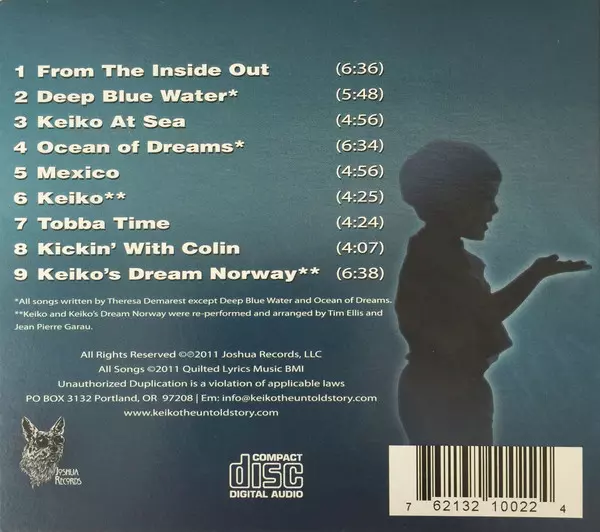 1 From The Inside Out (6:36)
2 Deep Blue Water* (5:48)
3 Keiko At Sea (4:56)
4 Ocean of Dreams* (6:34)
5 Mexico (4:56)
6 Keiko** (4:25)
7 Tobba Time (4:24)
8 Kickin' With Colin (4:07)
9 Keiko's Dream Norway** (6:38)
*All songs written by Theresa Demarest except Deep Blue Water and Ocean of Dreams.
**Keiko and Keiko's Dream Norway were re-performed and arranged by Tim Ellis and
Jean Pierre Garau.
All Rights Reserved ©℗2011 Joshua Records, LLC
All Songs ©2011 Quilted Lyrics Music BMI
Unauthorized Duplication is a violation of applicable laws
PO BOX 3132 Portland, OR 97208 | Em: info@keikotheuntoldstory.com
www.keikotheuntoldstory.com
JOSHUA
RECORDS
COMPACT
disc
DIGITAL AUDIO
7 62132 10022 4